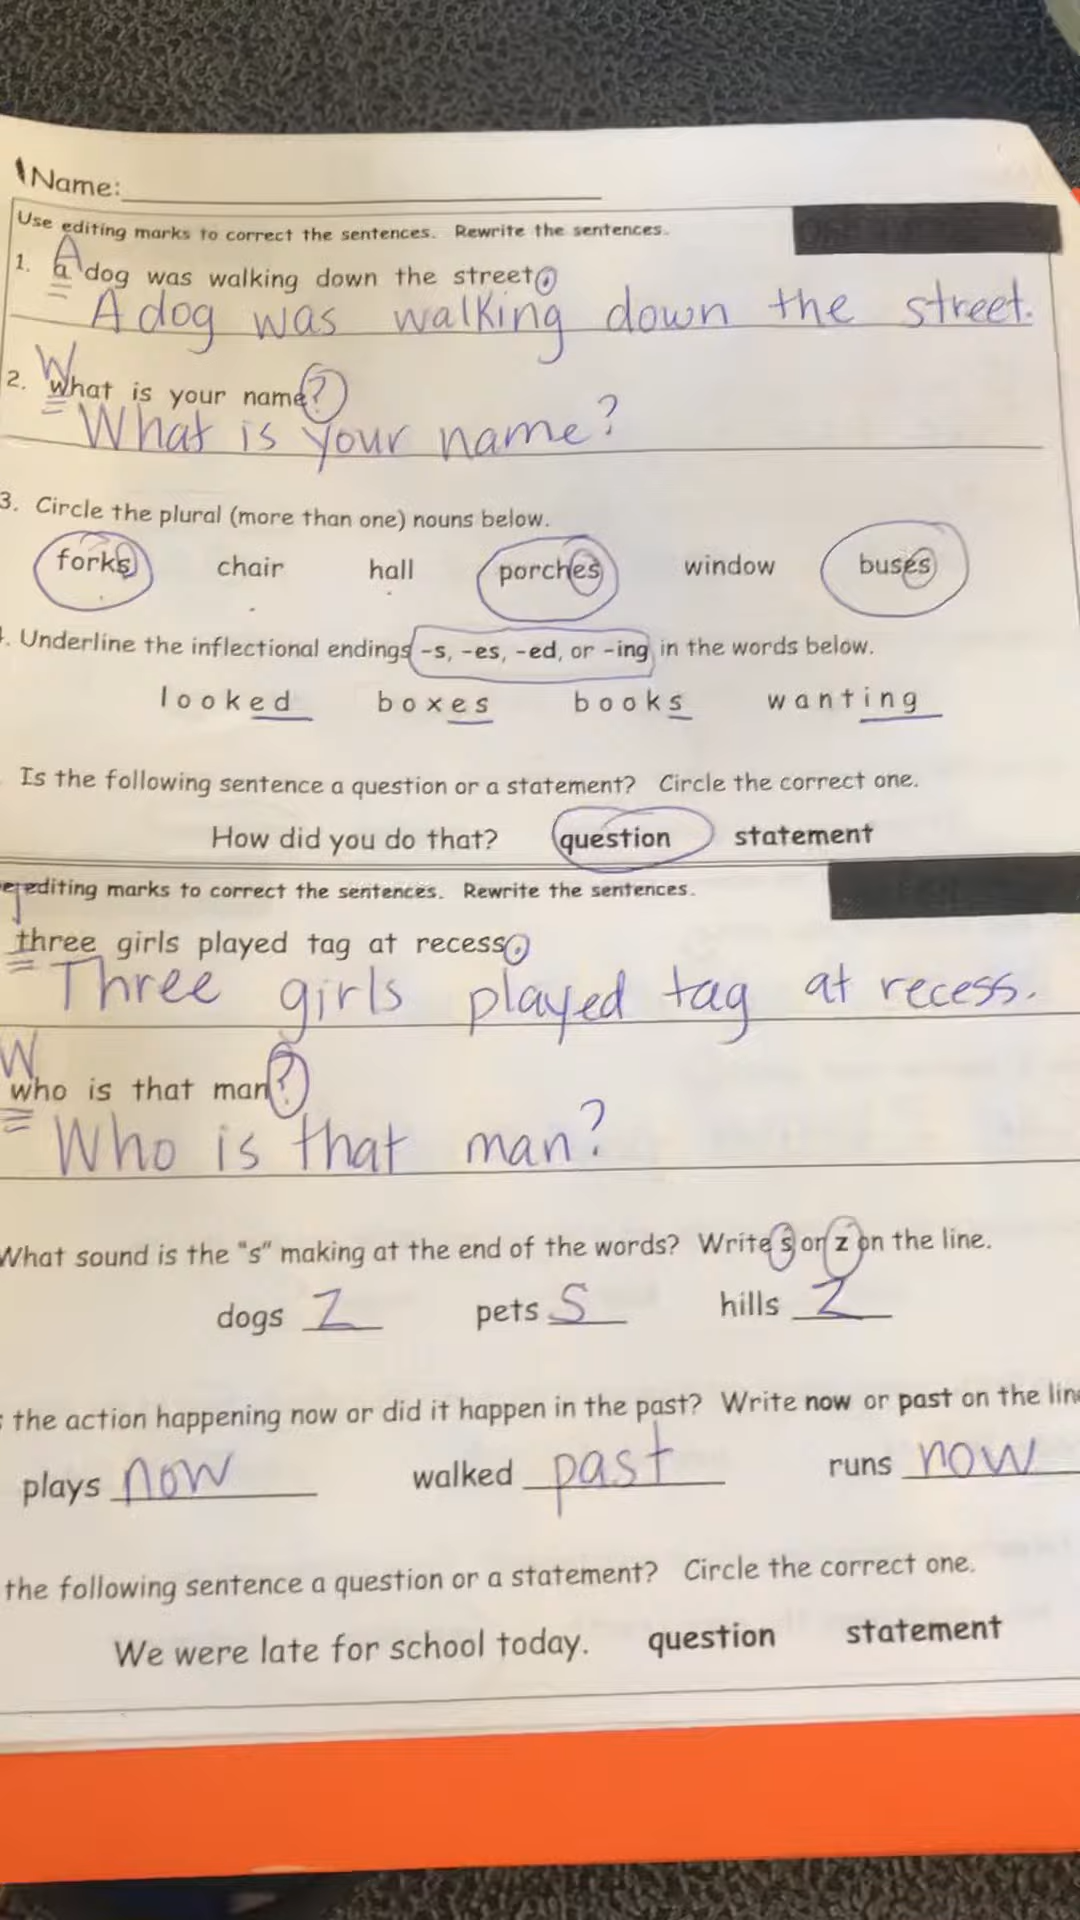 Name:
Use editing marks to correct the sentences. Rewrite the sentences.
A
1. a dog was walking down the street.
A dog was walking down the street.
W
2. what is your name?
What is your name?
3. Circle the plural (more than one) nouns below.
forks chair hall porches window buses
. Underline the inflectional endings -s, -es, -ed, or -ing in the words below.
looked boxes books wanting
Is the following sentence a question or a statement? Circle the correct one.
How did you do that? question statement
e editing marks to correct the sentences. Rewrite the sentences.
T
three girls played tag at recess.
Three girls played tag at recess.
W
who is that man?
Who is that man?
What sound is the "s" making at the end of the words? Write s or z on the line.
dogs z pets s hills z
the action happening now or did it happen in the past? Write now or past on the line
plays now walked past runs now
the following sentence a question or a statement? Circle the correct one.
We were late for school today. question statement